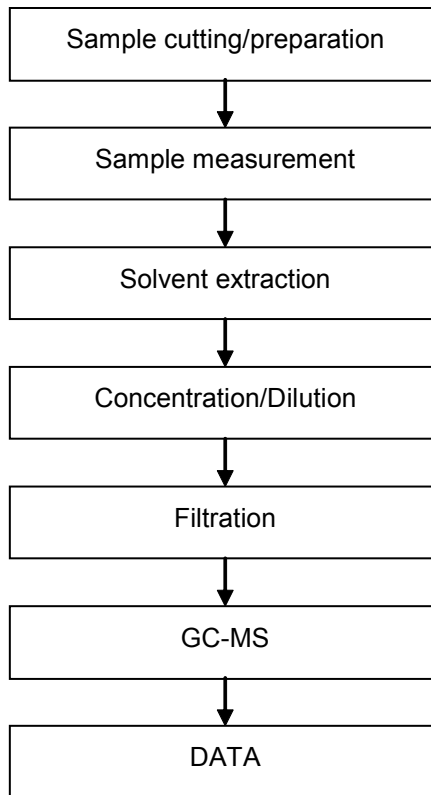 Sample cutting/preparation
Sample measurement
Solvent extraction
Concentration/Dilution
Filtration
GC-MS
DATA